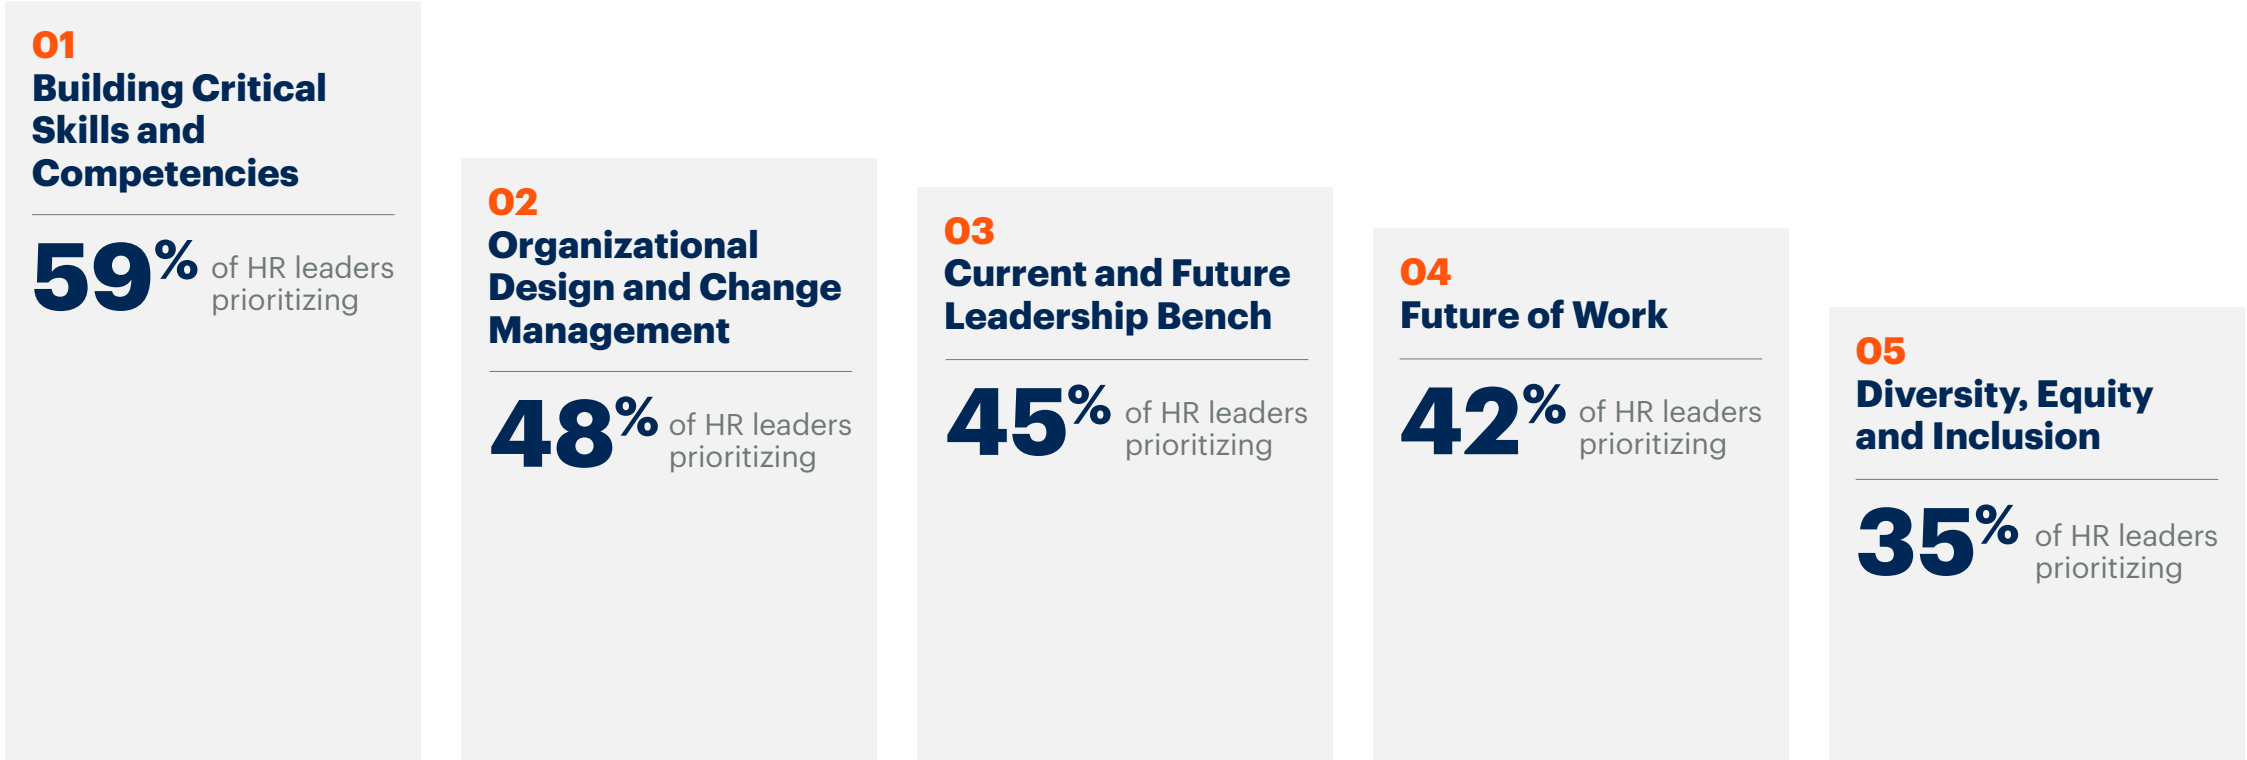 01
Building Critical
Skills and
Competencies
59% of HR leaders
prioritizing
02
Organizational
Design and Change
Management
48% of HR leaders
prioritizing
03
Current and Future
Leadership Bench
45% of HR leaders
prioritizing
04
Future of Work
42% of HR leaders
prioritizing
05
Diversity, Equity
and Inclusion
35% of HR leaders
prioritizing